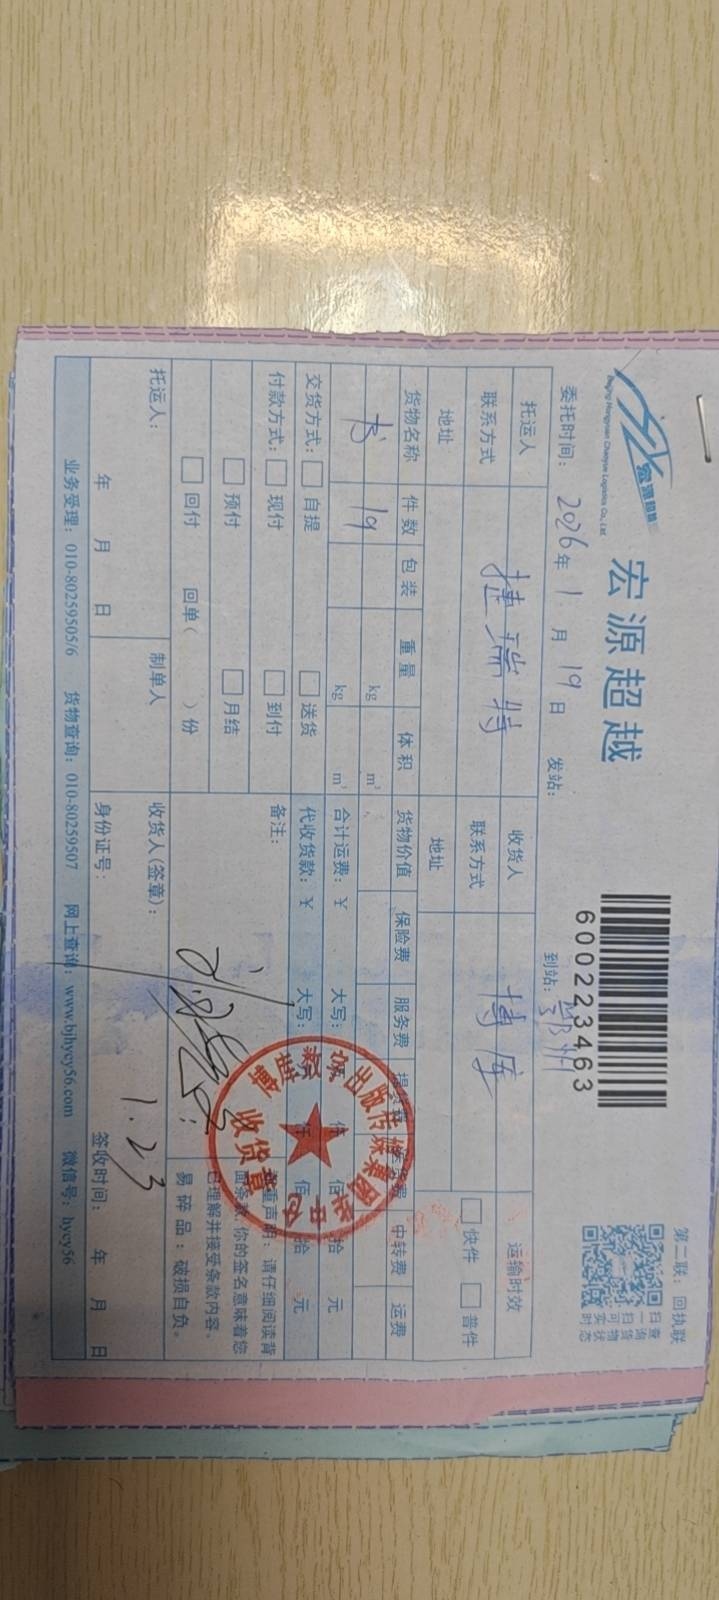 宏源超越
Beijing Hongyuan Chaoyue Logistics Co., Ltd.
宏源超越
600223463
第二联：回执联
扫一扫
查询货物
可实时状态
委托时间：2026年1月19日 发站： 到站：郑州
托运人 捷瑞特 收货人 博库 运输时效
联系方式 联系方式 快件 普件
地址 地址
货物名称 件数 包装 重量 体积 货物价值 保险费 服务费 中转费 运费
书 19 kg m³
kg m³ 合计运费：￥ 大写： 仟 佰 拾 元
交货方式： 自提 送货 代收货款：￥ 大写： 仟 佰 拾 元
付款方式： 现付 到付 备注：
预付 月结
回付 回单（ ）份
郑重声明：请仔细阅读背
面条款，你的签名意味着您
已理解并接受条款内容。
易碎品：破损自负。
托运人： 制单人 收货人(签章)：
1.23
年 月 日 身份证号： 签收时间： 年 月 日
收货章
业务受理：010-80259505/6 货物查询：010-80259507 网上查询：www.bjhycy56.com 微信号：hycy56